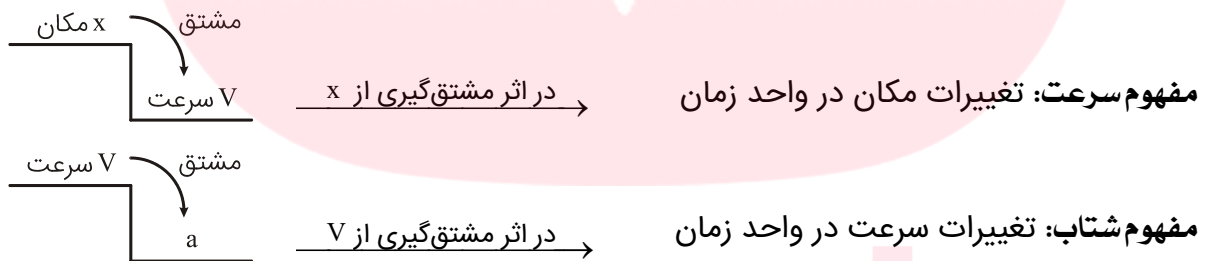 مکان x
مشتق
سرعت V
در اثر مشتق‌گیری از x
مفهوم سرعت: تغییرات مکان در واحد زمان
سرعت V
مشتق
a
در اثر مشتق‌گیری از V
مفهوم شتاب: تغییرات سرعت در واحد زمان